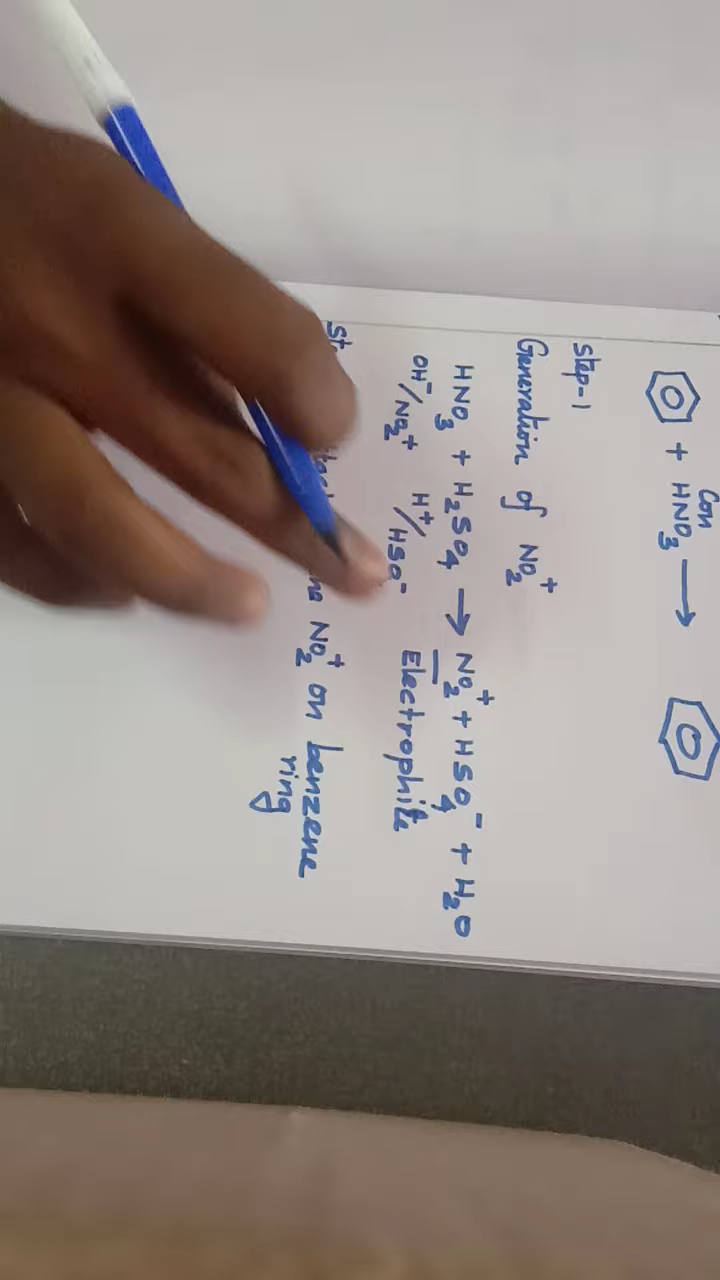 Con
+ HNO₃ →
Step-1
Generation of NO₂⁺
HNO₃ + H₂SO₄ → NO₂⁺ + HSO₄⁻ + H₂O
OH⁻/NO₂⁺ H⁺/HSO⁻ Electrophile
NO₂⁺ on benzene
ring